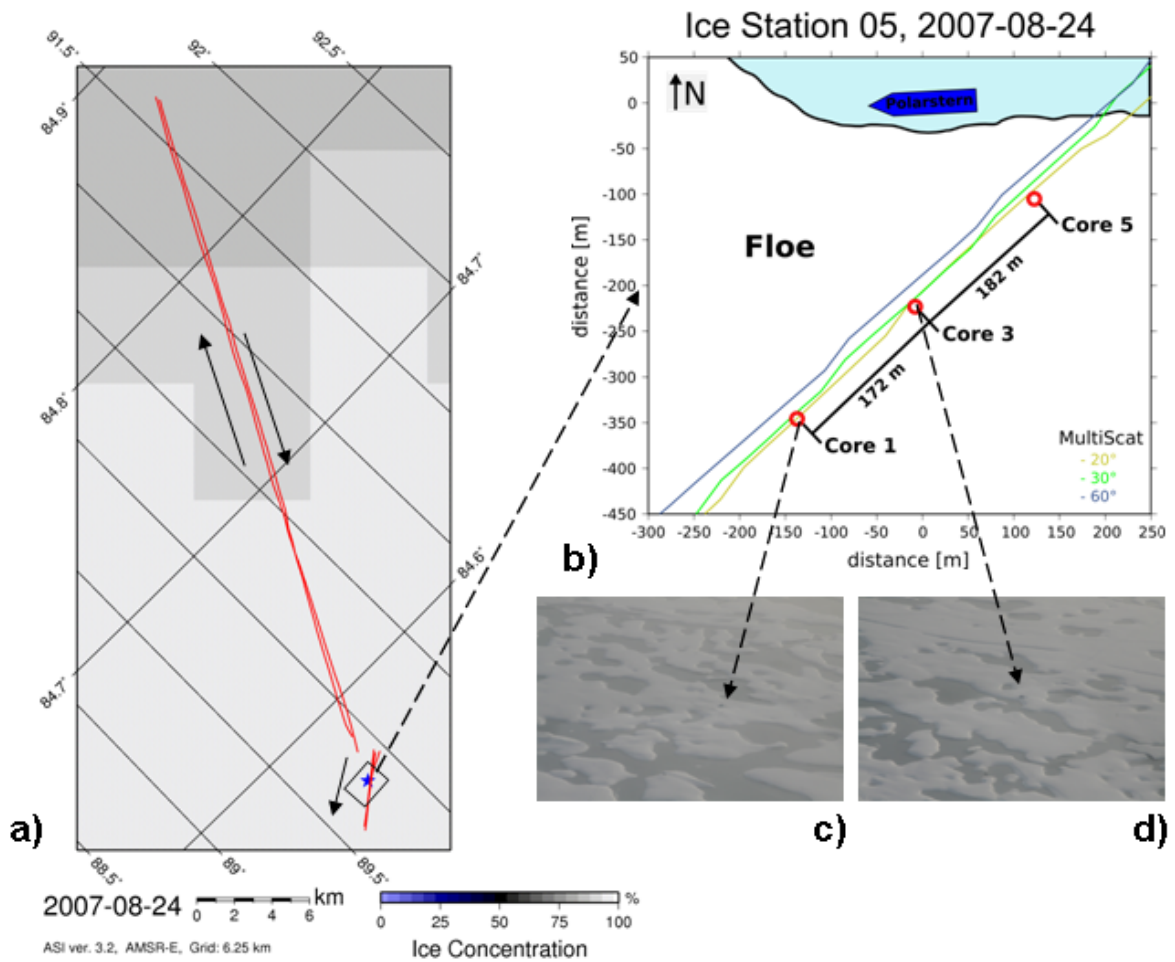 Ice Station 05, 2007-08-24
91.5°
92°
92.5°
84.9°
84.7°
84.8°
84.6°
84.7°
88.5°
89°
89.5°
a)
2007-08-24
0 2 4 6
km
ASI ver. 3.2, AMSR-E, Grid: 6.25 km
0 25 50 75 100
%
Ice Concentration
50
0
-50
-100
-150
-200
-250
-300
-350
-400
-450
distance [m]
N
Polarstern
Floe
Core 5
182 m
Core 3
172 m
Core 1
MultiScat
- 20°
- 30°
- 60°
-300 -250 -200 -150 -100 -50 0 50 100 150 200 250
distance [m]
b)
c)
d)